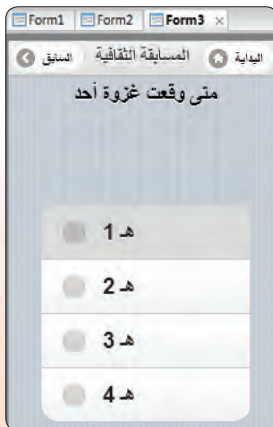 Form1 Form2 Form3 ×
البداية المسابقة الثقافية السابق
متى وقعت غزوة أحد
1 هـ
2 هـ
3 هـ
4 هـ